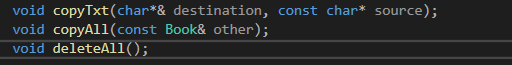 void copyTxt(char*& destination, const char* source);
void copyAll(const Book& other);
void deleteAll();